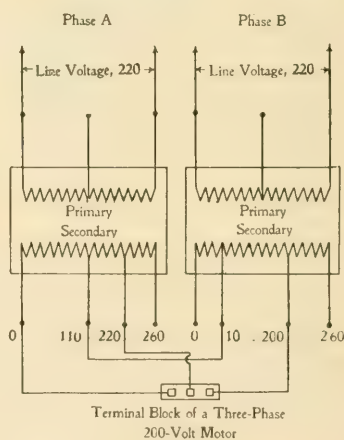 Phase A Phase B
Line Voltage, 220 Line Voltage, 220
Primary Primary
Secondary Secondary
0 110 220 260 0 10 . 200 260
Terminal Block of a Three-Phase
200-Volt Motor